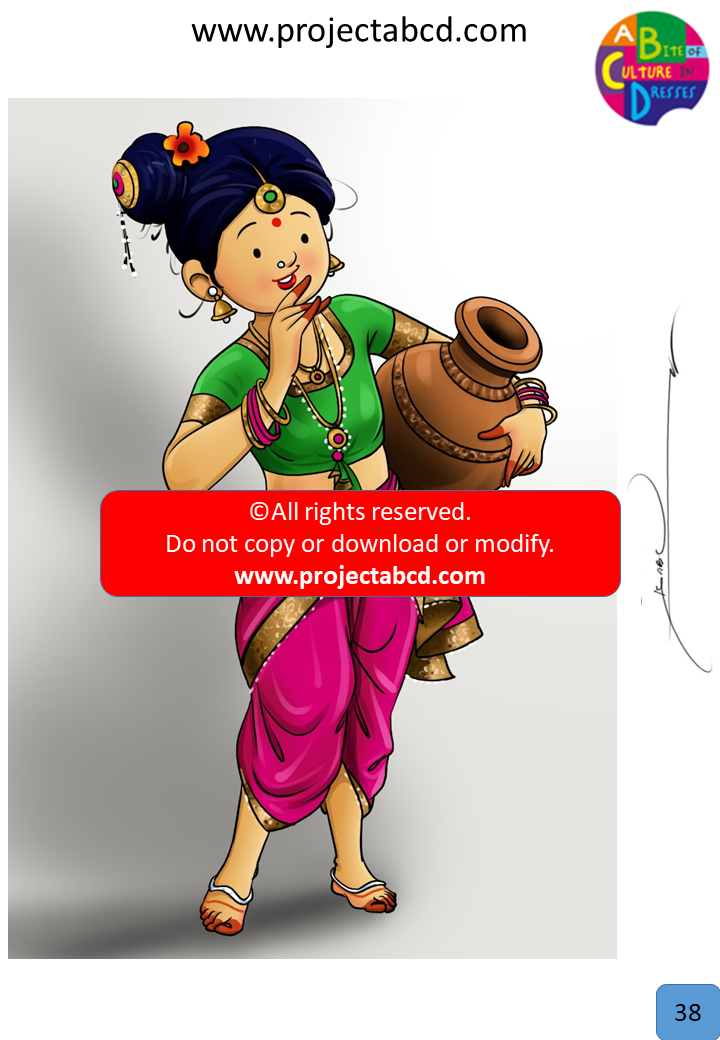 www.projectabcd.com
A BITE OF
CULTURE IN
DRESSES
©All rights reserved.
Do not copy or download or modify.
www.projectabcd.com
38